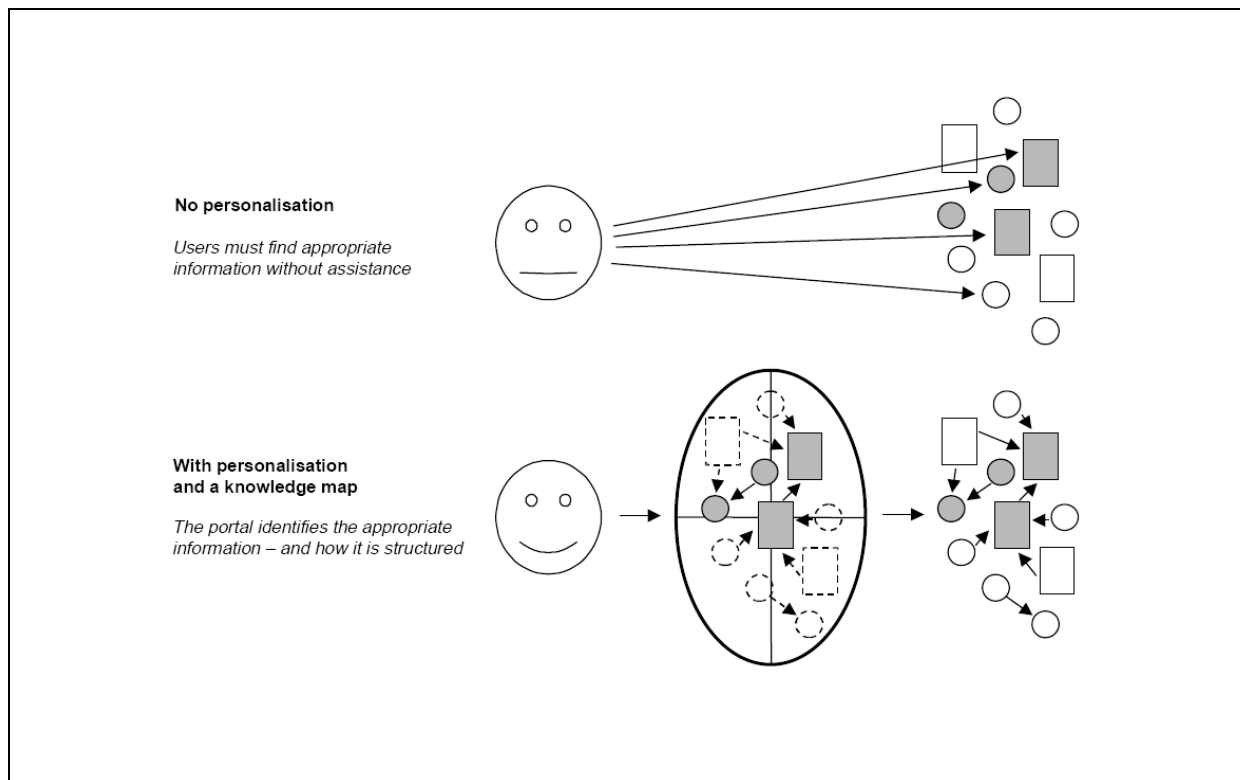 No personalisation
Users must find appropriate
information without assistance
With personalisation
and a knowledge map
The portal identifies the appropriate
information – and how it is structured